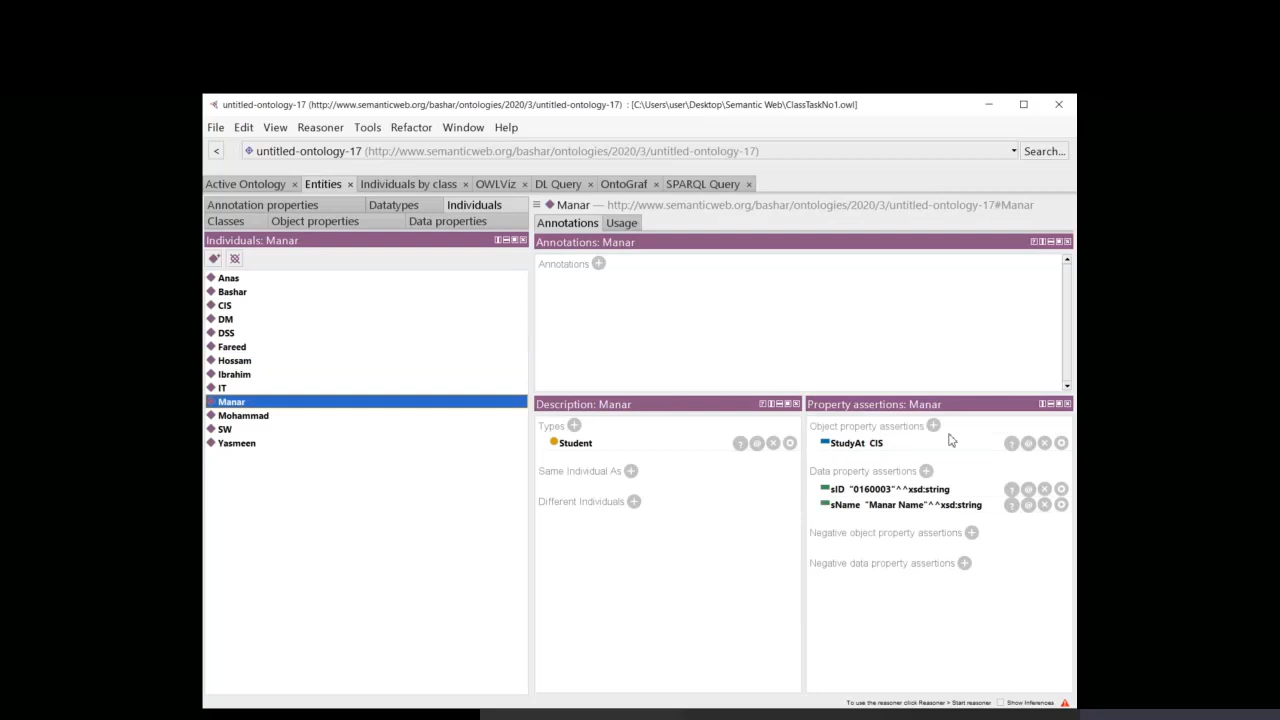 untitled-ontology-17 (http://www.semanticweb.org/bashar/ontologies/2020/3/untitled-ontology-17) : [C:\Users\user\Desktop\Semantic Web\ClassTaskNo1.owl]
File Edit View Reasoner Tools Refactor Window Help
< untitled-ontology-17 (http://www.semanticweb.org/bashar/ontologies/2020/3/untitled-ontology-17) Search...
Active Ontology × Entities × Individuals by class × OWLViz × DL Query × OntoGraf × SPARQL Query ×
Annotation properties Datatypes Individuals
Classes Object properties Data properties
Individuals: Manar
Anas
Bashar
CIS
DM
DSS
Fareed
Hossam
Ibrahim
IT
Manar
Mohammad
SW
Yasmeen
Manar — http://www.semanticweb.org/bashar/ontologies/2020/3/untitled-ontology-17#Manar
Annotations Usage
Annotations: Manar
Annotations
Description: Manar
Types
Student
Same Individual As
Different Individuals
Property assertions: Manar
Object property assertions
StudyAt CIS
Data property assertions
sID "0160003"^^xsd:string
sName "Manar Name"^^xsd:string
Negative object property assertions
Negative data property assertions
To use the reasoner click Reasoner > Start reasoner Show Inferences